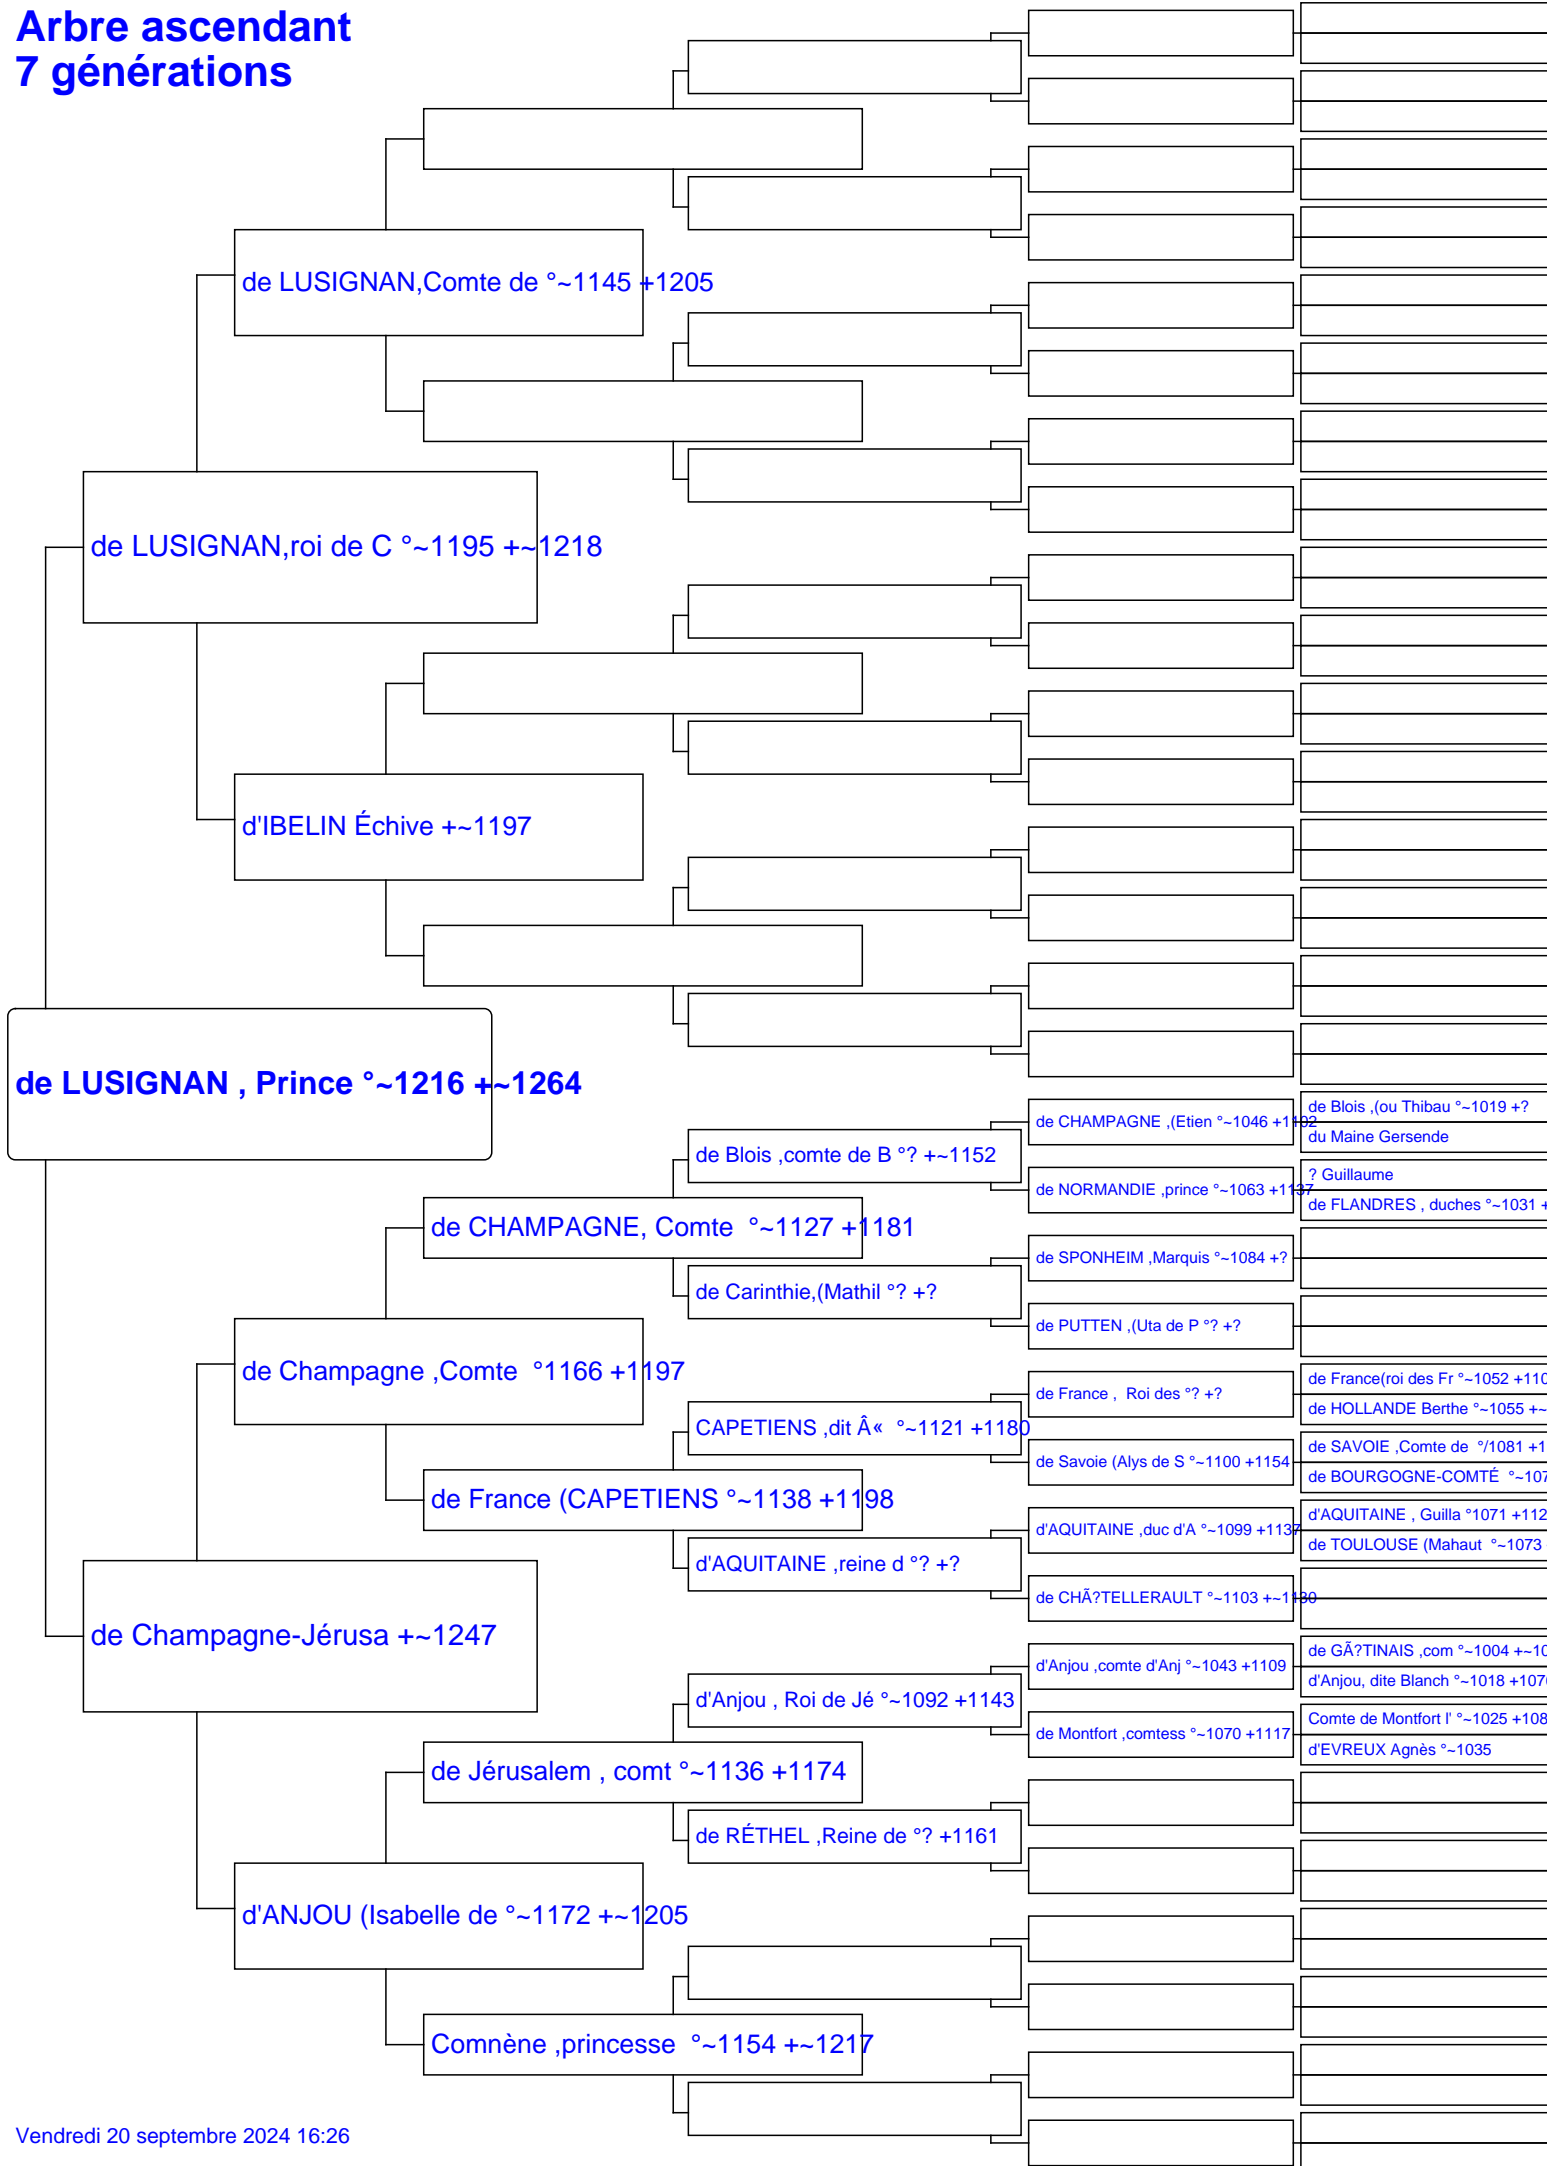 Arbre ascendant
7 générations
de LUSIGNAN,Comte de °~1145 +1205
de LUSIGNAN,roi de C °~1195 +~1218
d'IBELIN Échive +~1197
de LUSIGNAN , Prince °~1216 +~1264
de Blois ,(ou Thibau °~1019 +?
de CHAMPAGNE ,(Etien °~1046 +1102
du Maine Gersende
de Blois ,comte de B °? +~1152
? Guillaume
de NORMANDIE ,prince °~1063 +1137
de FLANDRES , duches °~1031 +
de CHAMPAGNE, Comte  °~1127 +1181
de SPONHEIM ,Marquis °~1084 +?
de Carinthie,(Mathil °? +?
de PUTTEN ,(Uta de P °? +?
de Champagne ,Comte  °1166 +1197
de France(roi des Fr °~1052 +110
de France ,  Roi des °? +?
de HOLLANDE Berthe °~1055 +~
CAPETIENS ,dit Â«  °~1121 +1180
de SAVOIE ,Comte de  °/1081 +1
de Savoie (Alys de S °~1100 +1154
de BOURGOGNE-COMTÉ  °~107
de France (CAPETIENS °~1138 +1198
d'AQUITAINE , Guilla °1071 +112
d'AQUITAINE ,duc d'A °~1099 +1137
de TOULOUSE (Mahaut  °~1073
d'AQUITAINE ,reine d °? +?
de CHÃ?TELLERAULT °~1103 +~1130
de Champagne-Jérusa +~1247
de GÃ?TINAIS ,com °~1004 +~10
d'Anjou ,comte d'Anj °~1043 +1109
d'Anjou, dite Blanch °~1018 +1076
d'Anjou , Roi de Jé °~1092 +1143
Comte de Montfort l' °~1025 +108
de Montfort ,comtess °~1070 +1117
d'EVREUX Agnès °~1035
de Jérusalem , comt °~1136 +1174
de RÉTHEL ,Reine de °? +1161
d'ANJOU (Isabelle de °~1172 +~1205
Comnène ,princesse  °~1154 +~1217
Vendredi 20 septembre 2024 16:26